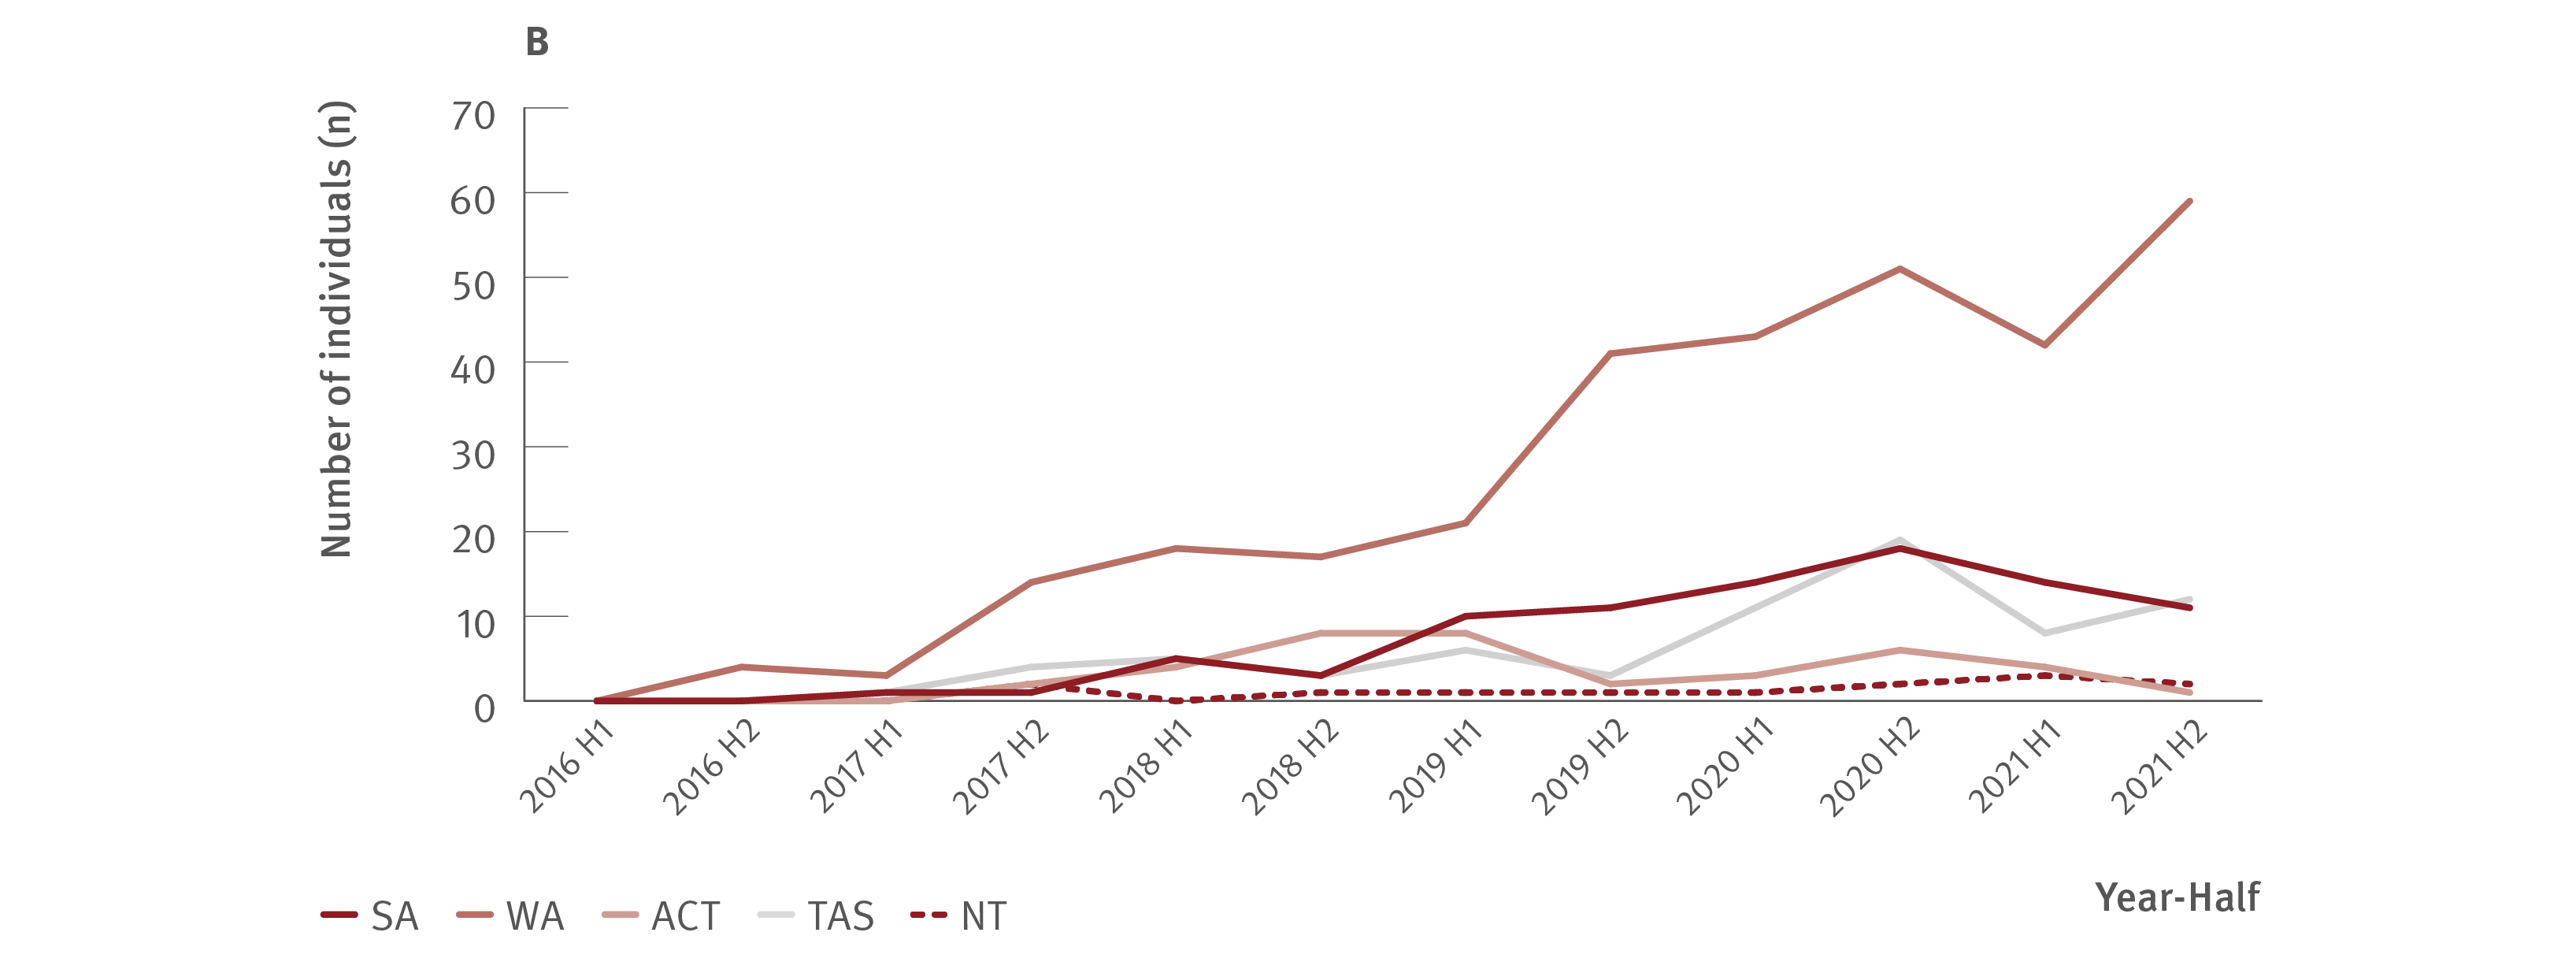 B
Number of individuals (n)
70
60
50
40
30
20
10
0
2016 H1
2016 H2
2017 H1
2017 H2
2018 H1
2018 H2
2019 H1
2019 H2
2020 H1
2020 H2
2021 H1
2021 H2
Year-Half
SA WA ACT TAS NT